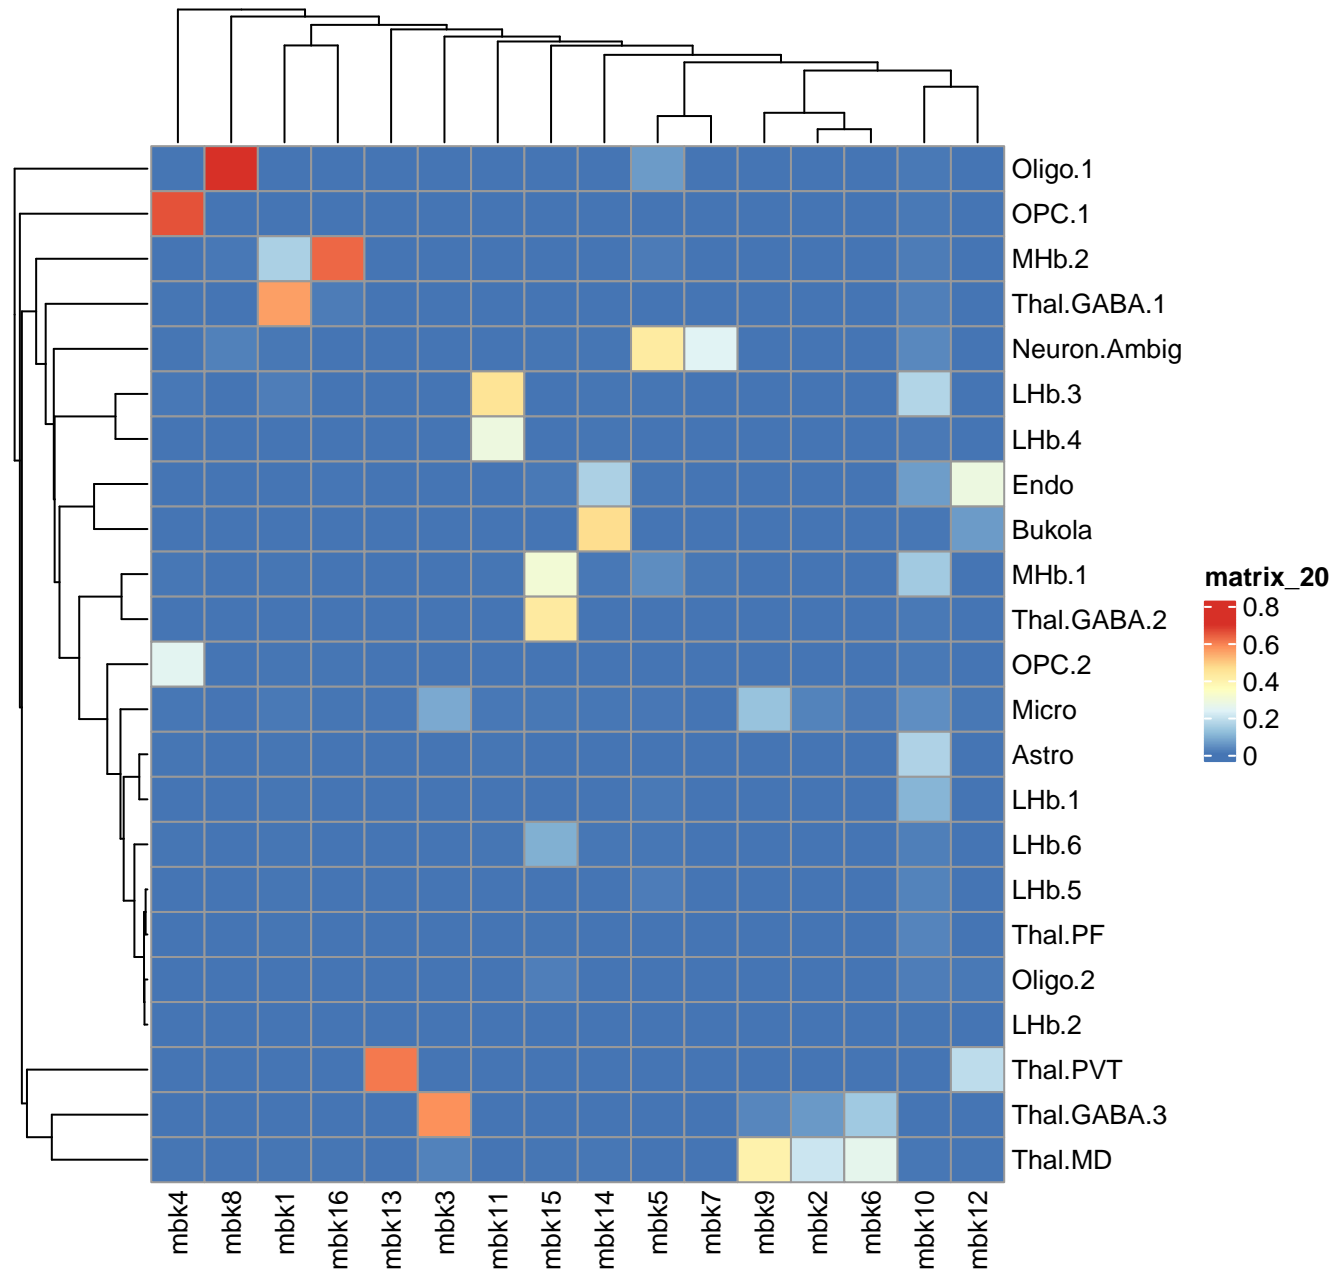 Oligo.1
OPC.1
MHb.2
Thal.GABA.1
Neuron.Ambig
LHb.3
LHb.4
Endo
Bukola
MHb.1
Thal.GABA.2
OPC.2
Micro
Astro
LHb.1
LHb.6
LHb.5
Thal.PF
Oligo.2
LHb.2
Thal.PVT
Thal.GABA.3
Thal.MD
matrix_20
0.8
0.6
0.4
0.2
0
mbk4
mbk8
mbk1
mbk16
mbk13
mbk3
mbk11
mbk15
mbk14
mbk5
mbk7
mbk9
mbk2
mbk6
mbk10
mbk12